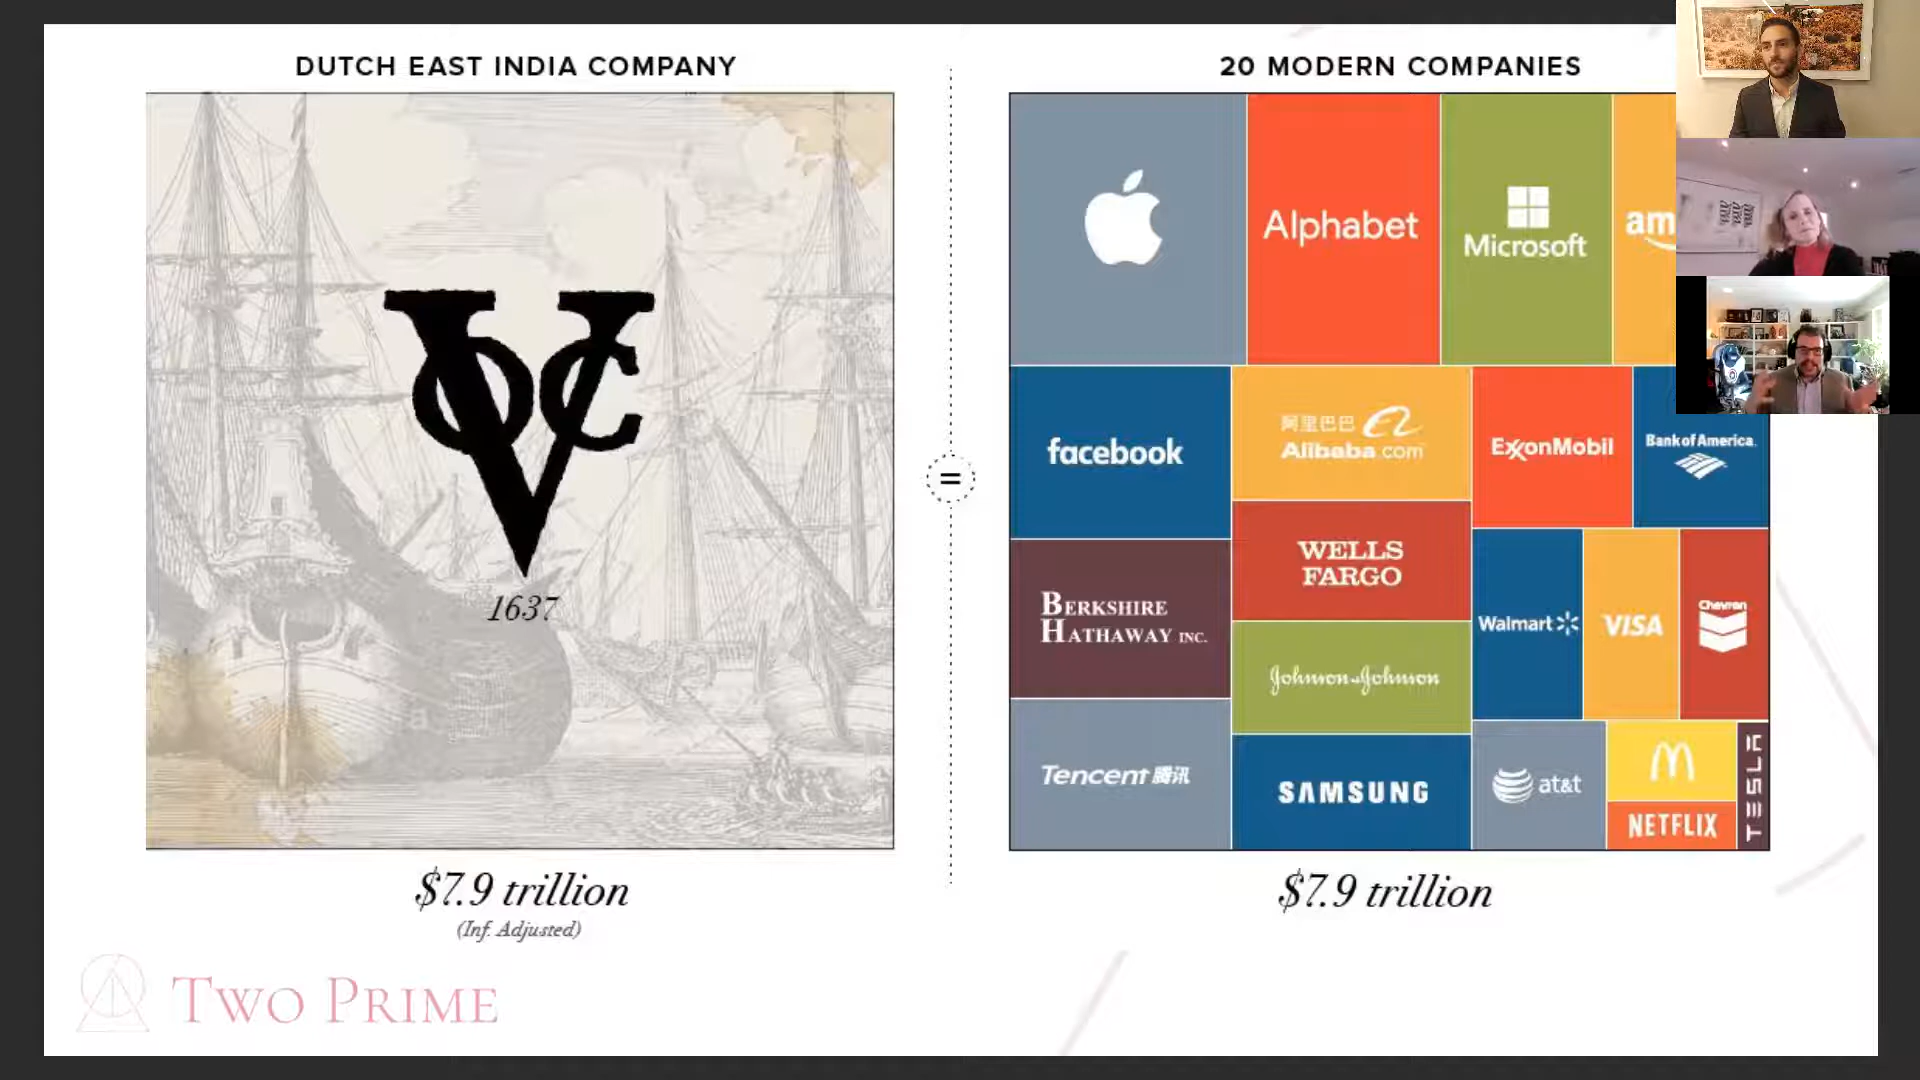 DUTCH EAST INDIA COMPANY
VOC
1637
$7.9 trillion
(Inf. Adjusted)
=
20 MODERN COMPANIES
Alphabet
Microsoft
am
facebook
阿里巴巴
Alibaba.com
ExxonMobil
Bank of America.
BERKSHIRE
HATHAWAY INC.
WELLS
FARGO
Johnson-Johnson
Walmart
VISA
Chevron
Tencent 腾讯
SAMSUNG
at&t
NETFLIX
TESLA
$7.9 trillion
TWO PRIME